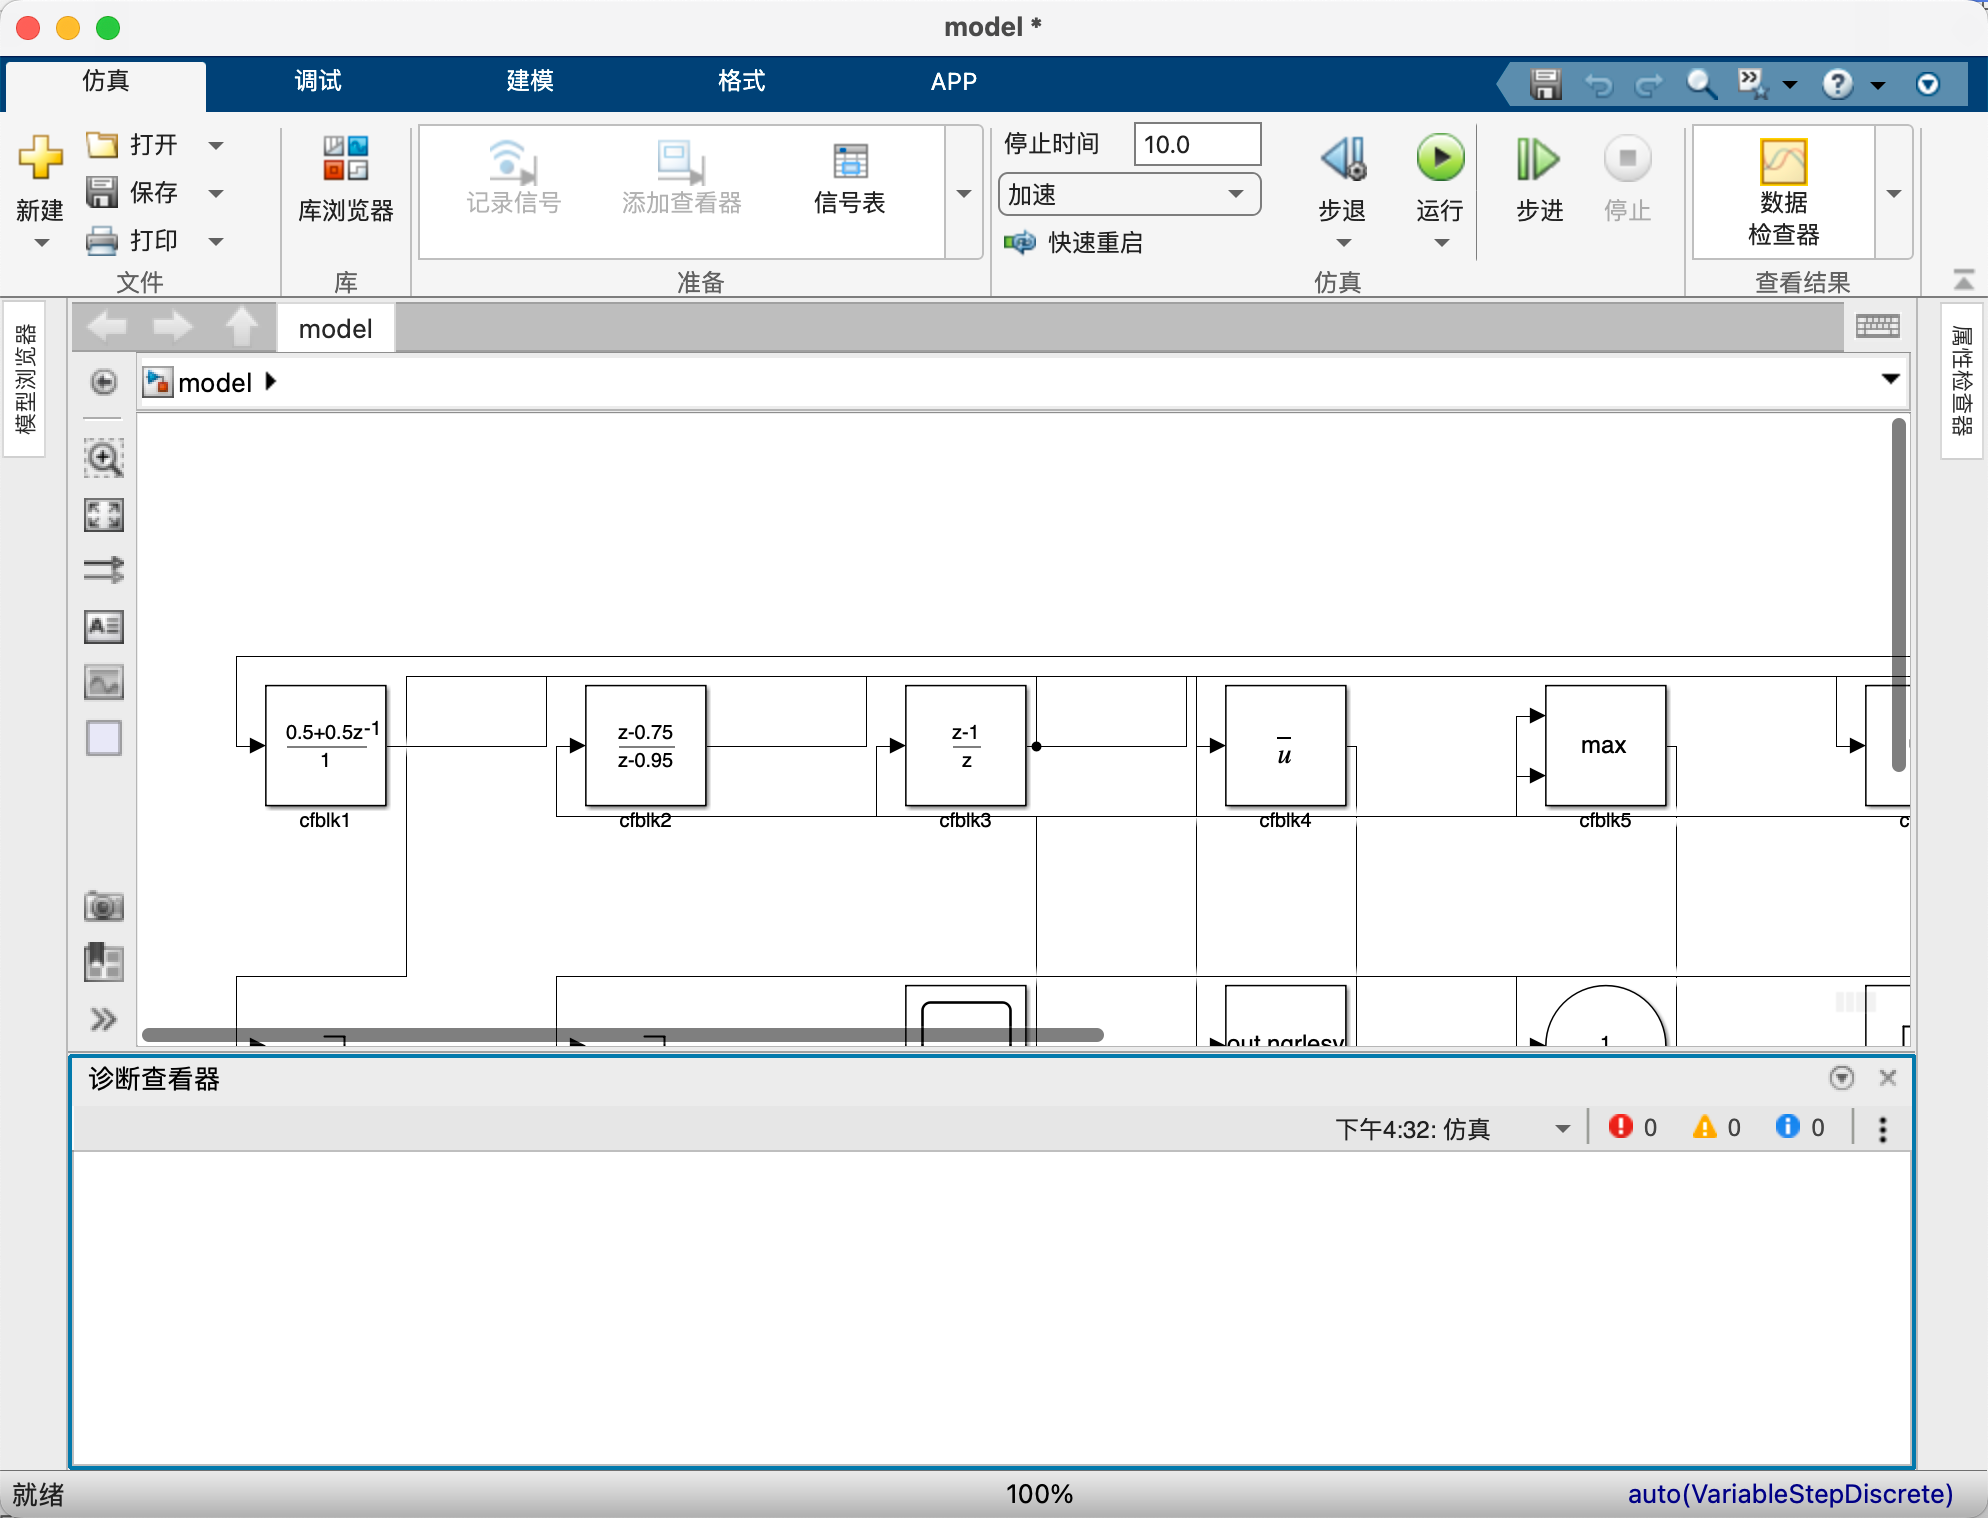 model *
仿真
调试
建模
格式
APP
新建
打开
保存
打印
文件
库浏览器
库
记录信号
添加查看器
信号表
准备
停止时间
10.0
加速
快速重启
步退
运行
步进
停止
仿真
数据
检查器
查看结果
模型浏览器
属性检查器
model
model
0.5+0.5z-1
1
cfblk1
z-0.75
z-0.95
cfblk2
z-1
z
cfblk3
u
cfblk4
max
cfblk5
c
out.ngrlesv
1
诊断查看器
下午4:32: 仿真
0
0
0
就绪
100%
auto(VariableStepDiscrete)